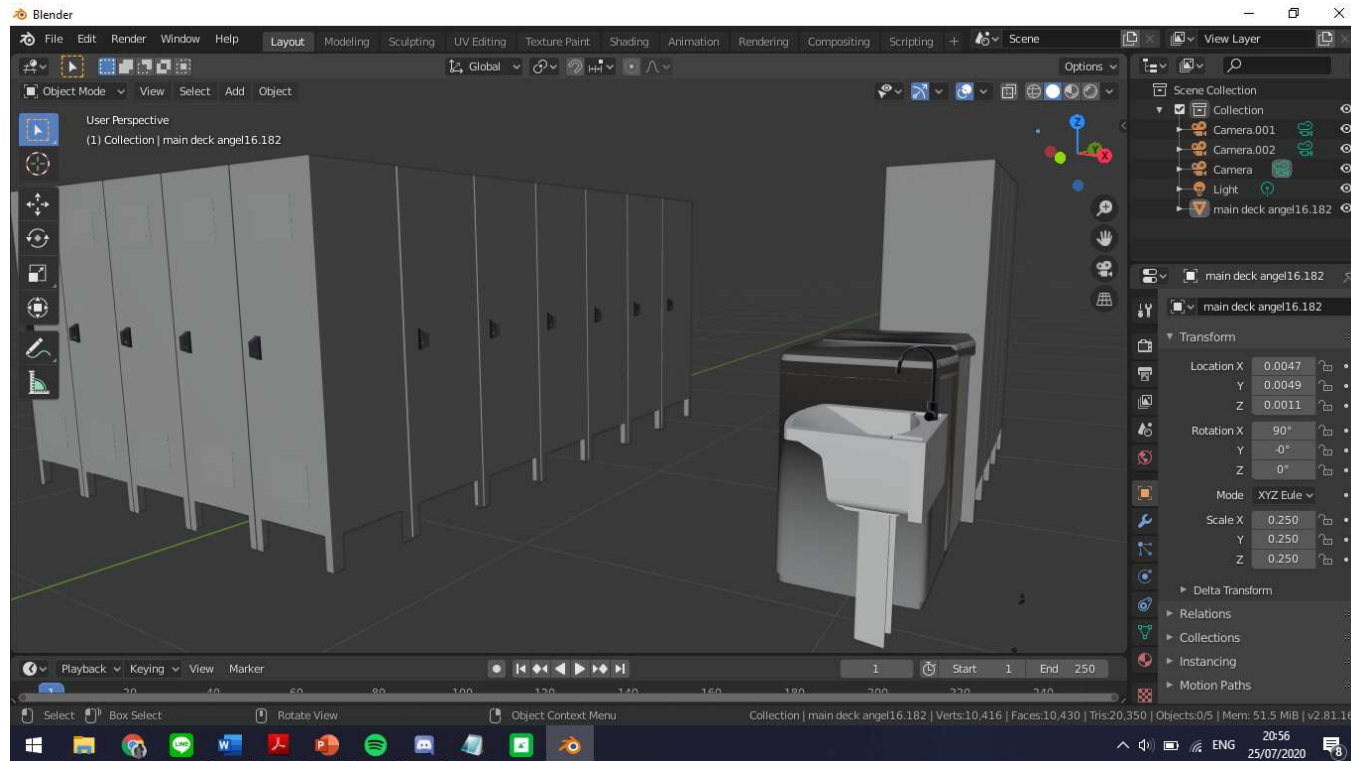 Blender
File Edit Render Window Help Layout Modeling Sculpting UV Editing Texture Paint Shading Animation Rendering Compositing Scripting + Scene View Layer
Global Options
Object Mode View Select Add Object
User Perspective
(1) Collection | main deck angel16.182
Z
Y
X
Scene Collection
Collection
Camera.001
Camera.002
Camera
Light
main deck angel16.182
main deck angel16.182
main deck angel16.182
Transform
Location X 0.0047
Y 0.0049
Z 0.0011
Rotation X 90°
Y -0°
Z 0°
Mode XYZ Eule
Scale X 0.250
Y 0.250
Z 0.250
Delta Transform
Relations
Collections
Instancing
Motion Paths
Playback Keying View Marker 1 Start 1 End 250
1 20 40 60 80 100 120 140 160 180 200 220 240
Select Box Select Rotate View Object Context Menu Collection | main deck angel16.182 | Verts:10,416 | Faces:10,430 | Tris:20,350 | Objects:0/5 | Mem: 51.5 MiB | v2.81.16
LINE W P ENG 20:56
25/07/2020 8